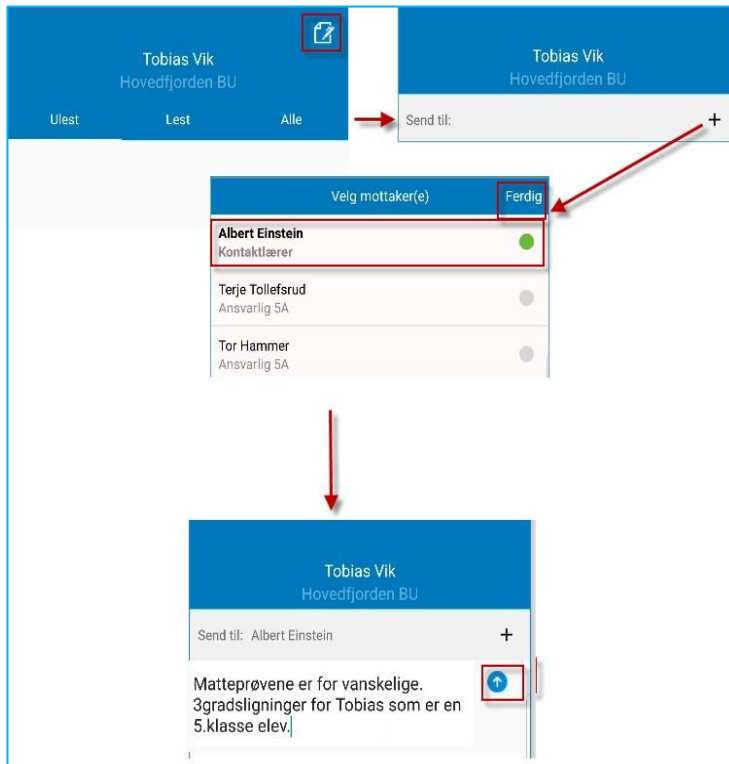 Tobias Vik
Hovedfjorden BU
Ulest Lest Alle
Tobias Vik
Hovedfjorden BU
Send til: +
Velg mottaker(e) Ferdig
Albert Einstein
Kontaktlærer
Terje Tollefsrud
Ansvarlig 5A
Tor Hammer
Ansvarlig 5A
Tobias Vik
Hovedfjorden BU
Send til: Albert Einstein +
Matteprøvene er for vanskelige.
3gradsligninger for Tobias som er en
5.klasse elev.